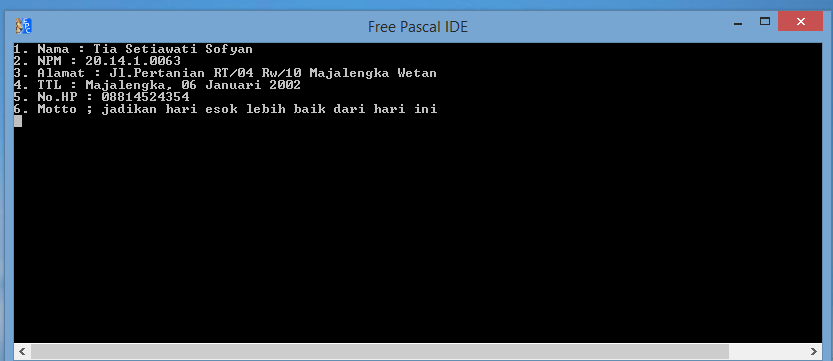 Free Pascal IDE
1. Nama : Tia Setiawati Sofyan
2. NPM : 20.14.1.0063
3. Alamat : Jl.Pertanian RT/04 Rw/10 Majalengka Wetan
4. TTL : Majalengka, 06 Januari 2002
5. No.HP : 08814524354
6. Motto ; jadikan hari esok lebih baik dari hari ini